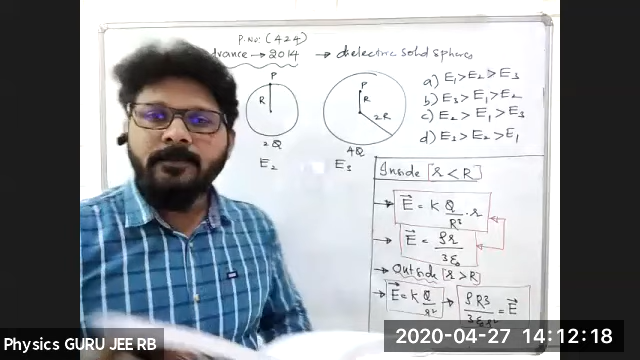 P.No: (424)
dvance → 2014 → dielectric solid spheres
P
R
2Q
E2
P
R
2R
4Q
E3
a) E1 > E2 > E3
b) E3 > E1 > E2
c) E2 > E1 > E3
d) E3 > E2 > E1
Inside [r < R]
→ E⃗ = K Q/R³ · r
→ E⃗ = ρr/3ε₀
→ Outside [r > R]
→ E⃗ = K Q/r² → ρR3/3ε₀r² = E⃗
Physics GURU JEE RB
2020-04-27 14:12:18